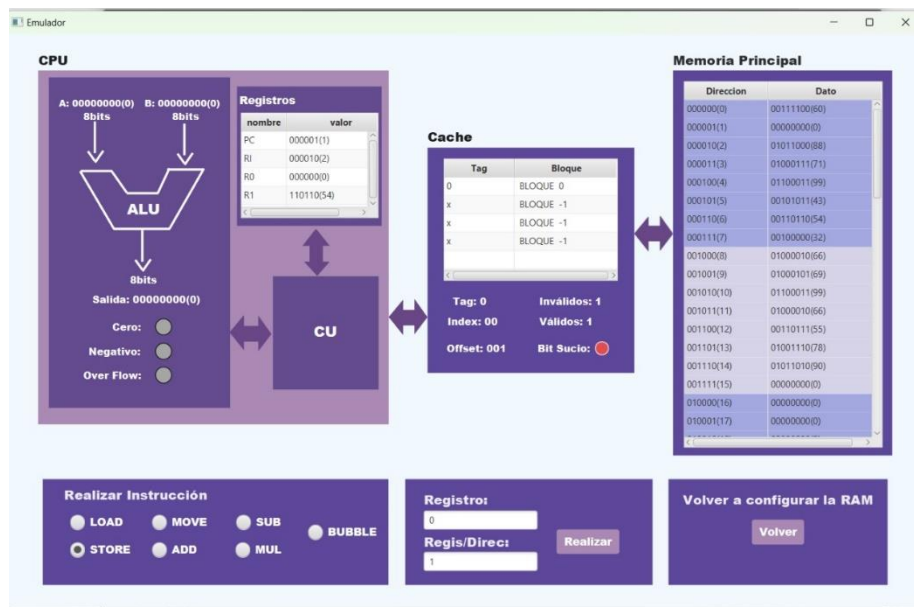 Emulador
CPU
A: 00000000(0) B: 00000000(0)
8bits 8bits
ALU
8bits
Salida: 00000000(0)
Cero:
Negativo:
Over Flow:
Registros
nombre valor
PC 000001(1)
RI 000010(2)
R0 000000(0)
R1 110110(54)
CU
Cache
Tag Bloque
0 BLOQUE 0
x BLOQUE -1
x BLOQUE -1
x BLOQUE -1
Tag: 0 Inválidos: 1
Index: 00 Válidos: 1
Offset: 001 Bit Sucio:
Memoria Principal
Direccion Dato
000000(0) 00111100(60)
000001(1) 00000000(0)
000010(2) 01011000(88)
000011(3) 01000111(71)
000100(4) 01100011(99)
000101(5) 00101011(43)
000110(6) 00110110(54)
000111(7) 00100000(32)
001000(8) 01000010(66)
001001(9) 01000101(69)
001010(10) 01100011(99)
001011(11) 01000010(66)
001100(12) 00110111(55)
001101(13) 01001110(78)
001110(14) 01011010(90)
001111(15) 00000000(0)
010000(16) 00000000(0)
010001(17) 00000000(0)
Realizar Instrucción
LOAD MOVE SUB BUBBLE
STORE ADD MUL
Registro:
0
Regis/Direc:
1
Realizar
Volver a configurar la RAM
Volver